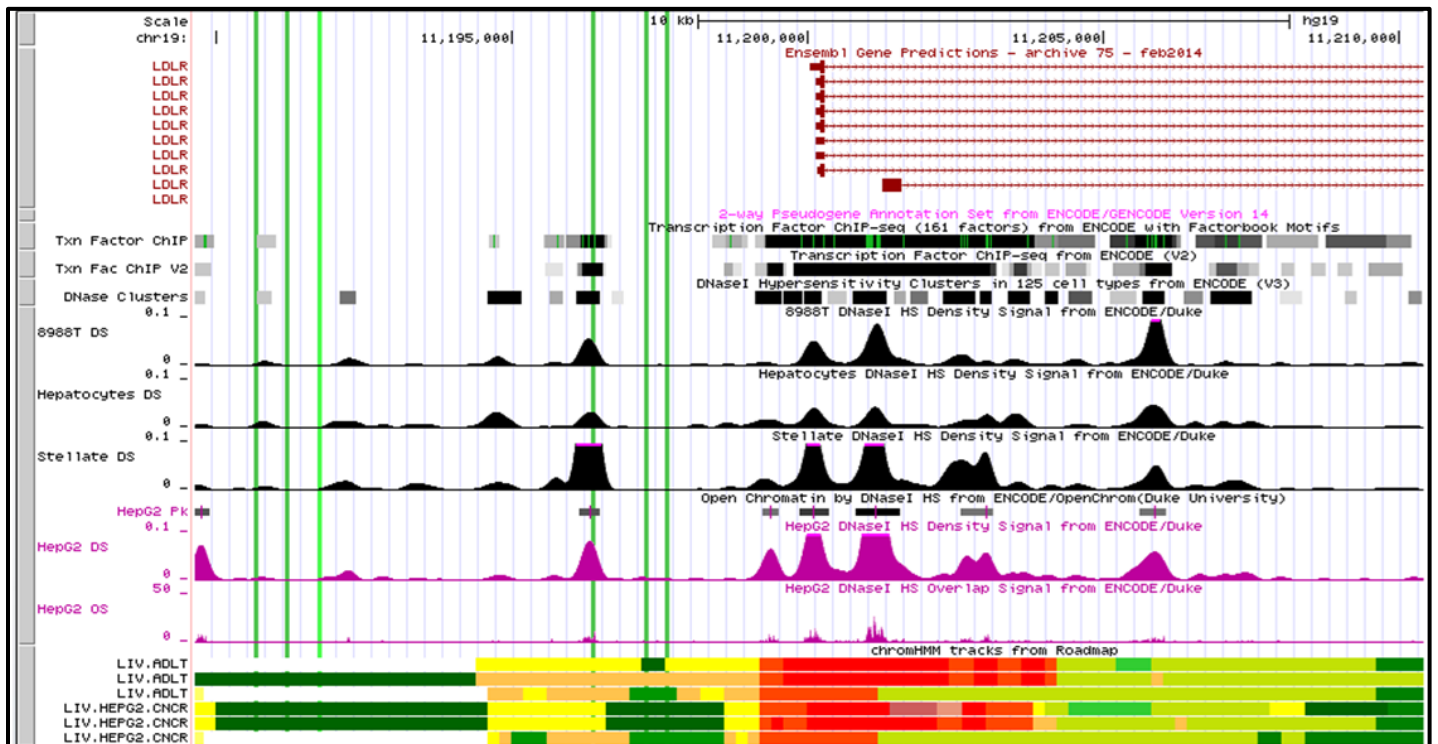 Scale 10 kb hg19
chr19: 11,195,000 11,200,000 11,205,000 11,210,000
Ensembl Gene Predictions - archive 75 - feb2014
LDLR
LDLR
LDLR
LDLR
LDLR
LDLR
LDLR
LDLR
LDLR
LDLR
2-way Pseudogene Annotation Set from ENCODE/GENCODE Version 14
Transcription Factor ChIP-seq (161 factors) from ENCODE with Factorbook Motifs
Txn Factor ChIP
Transcription Factor ChIP-seq from ENCODE (V2)
Txn Fac ChIP V2
DNaseI Hypersensitivity Clusters in 125 cell types from ENCODE (V3)
DNase Clusters
0.1 _
8988T DNaseI HS Density Signal from ENCODE/Duke
8988T DS
0 _
0.1 _
Hepatocytes DNaseI HS Density Signal from ENCODE/Duke
Hepatocytes DS
0 _
0.1 _
Stellate DNaseI HS Density Signal from ENCODE/Duke
Stellate DS
0 _
Open Chromatin by DNaseI HS from ENCODE/OpenChrom(Duke University)
HepG2 Pk
0.1 _
HepG2 DNaseI HS Density Signal from ENCODE/Duke
HepG2 DS
0 _
50 _
HepG2 DNaseI HS Overlap Signal from ENCODE/Duke
HepG2 OS
0 _
chromHMM tracks from Roadmap
LIV.ADLT
LIV.ADLT
LIV.ADLT
LIV.HEPG2.CNCR
LIV.HEPG2.CNCR
LIV.HEPG2.CNCR